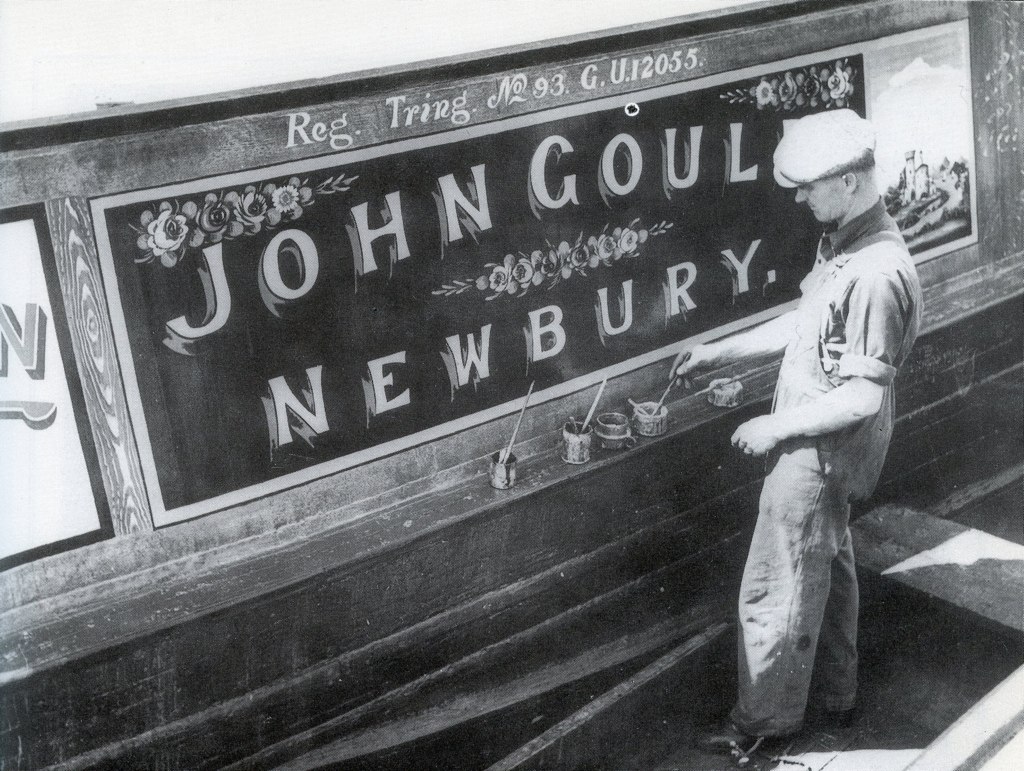 Reg. Tring No 93. G.U.12055.
JOHN GOUL
NEWBURY.
N